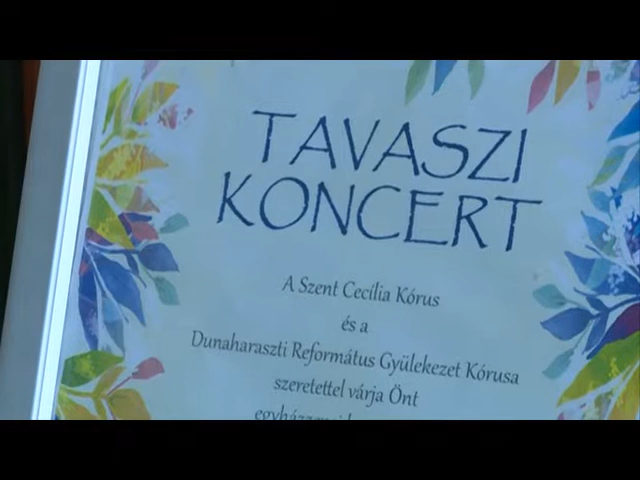 TAVASZI
KONCERT
A Szent Cecília Kórus
és a
Dunaharaszti Református Gyülekezet Kórusa
szeretettel várja Önt